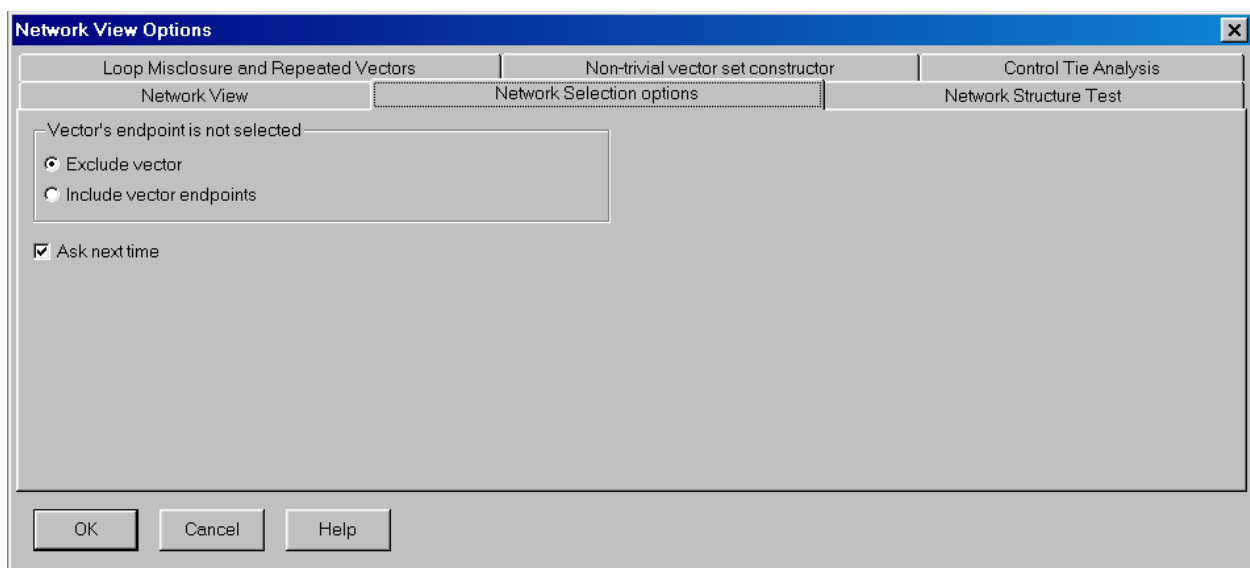 Network View Options
Loop Misclosure and Repeated Vectors
Non-trivial vector set constructor
Control Tie Analysis
Network View
Network Selection options
Network Structure Test
Vector's endpoint is not selected
Exclude vector
Include vector endpoints
Ask next time
OK
Cancel
Help